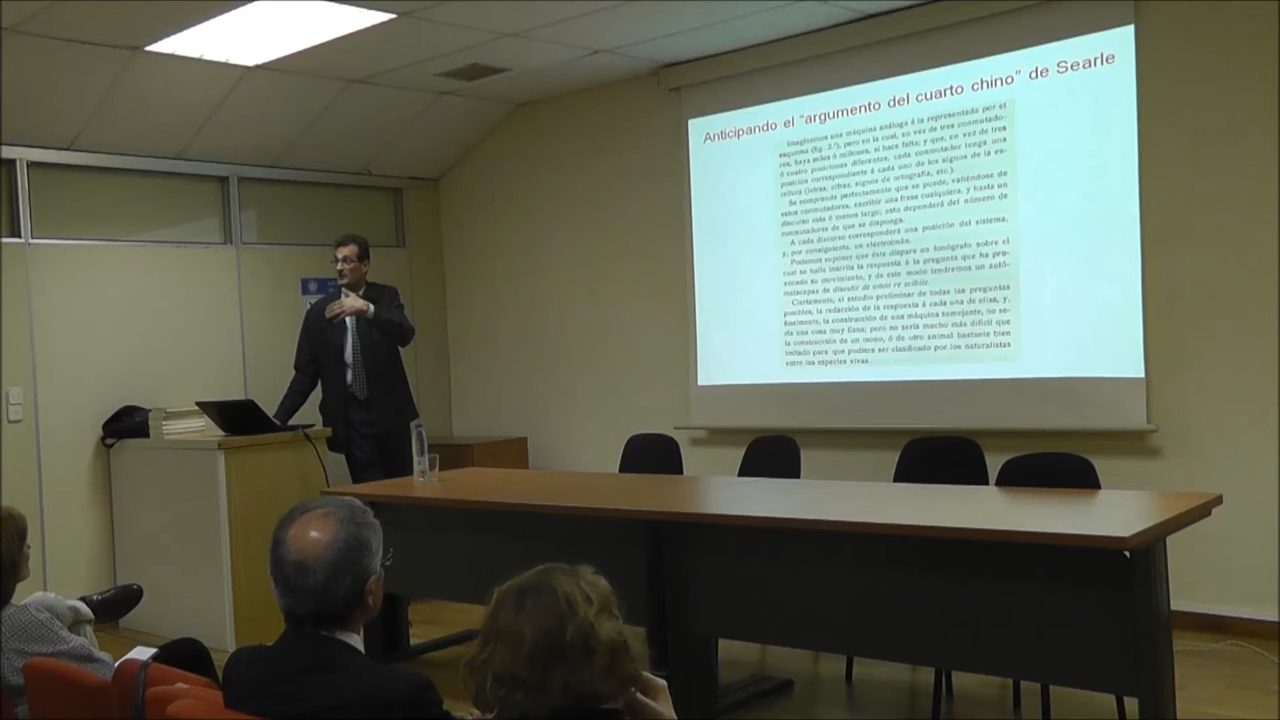 Anticipando el "argumento del cuarto chino" de Searle
Imaginemos una máquina análoga á la representada por el
esquema (fig. 2.ª), pero en la cual, en vez de tres conmutado-
res, haya miles ó millones, si hace falta; y que, en vez de tres
ó cuatro posiciones diferentes, cada conmutador tenga una
posición correspondiente á cada uno de los signos de la es-
critura (letras, cifras, signos de ortografía, etc.).
Se comprende perfectamente que se puede, valiéndose de
estos conmutadores, escribir una frase cualquiera, y hasta un
discurso más ó menos largo; esto dependerá del número de
conmutadores de que se disponga.
A cada discurso corresponderá una posición del sistema,
y, por consiguiente, un electroimán.
Podemos suponer que éste dispare un fonógrafo sobre el
cual se halle inscrita la respuesta á la pregunta que ha pro-
vocado su movimiento, y de este modo tendremos un autó-
mata capaz de discutir de omni re scibile.
Ciertamente, el estudio preliminar de todas las preguntas
posibles, la redacción de la respuesta á cada una de ellas, y,
finalmente, la construcción de una máquina semejante, no se-
ría una cosa muy llana; pero no sería mucho más difícil que
la construcción de un mono, ó de otro animal bastante bien
imitado para que pudiera ser clasificado por los naturalistas
entre las especies vivas.